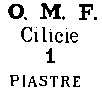 O. M. F.
Cilicie
1
PIASTRE